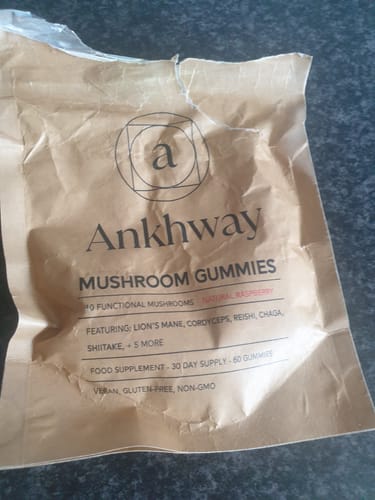 a
Ankhway
MUSHROOM GUMMIES
10 FUNCTIONAL MUSHROOMS NATURAL RASPBERRY
FEATURING: LION'S MANE, CORDYCEPS, REISHI, CHAGA,
SHIITAKE, + 5 MORE
FOOD SUPPLEMENT - 30 DAY SUPPLY - 60 GUMMIES
VEGAN, GLUTEN-FREE, NON-GMO